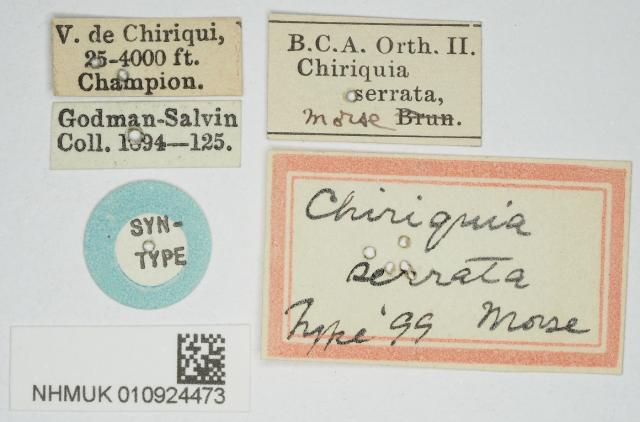 V. de Chiriqui,
25-4000 ft.
Champion.
Godman-Salvin
Coll. 1894—125.
B.C.A. Orth. II.
Chiriquia
serrata,
Morse Brun.
SYN-
TYPE
Chiriquia
serrata
Type '99 Morse
NHMUK 010924473